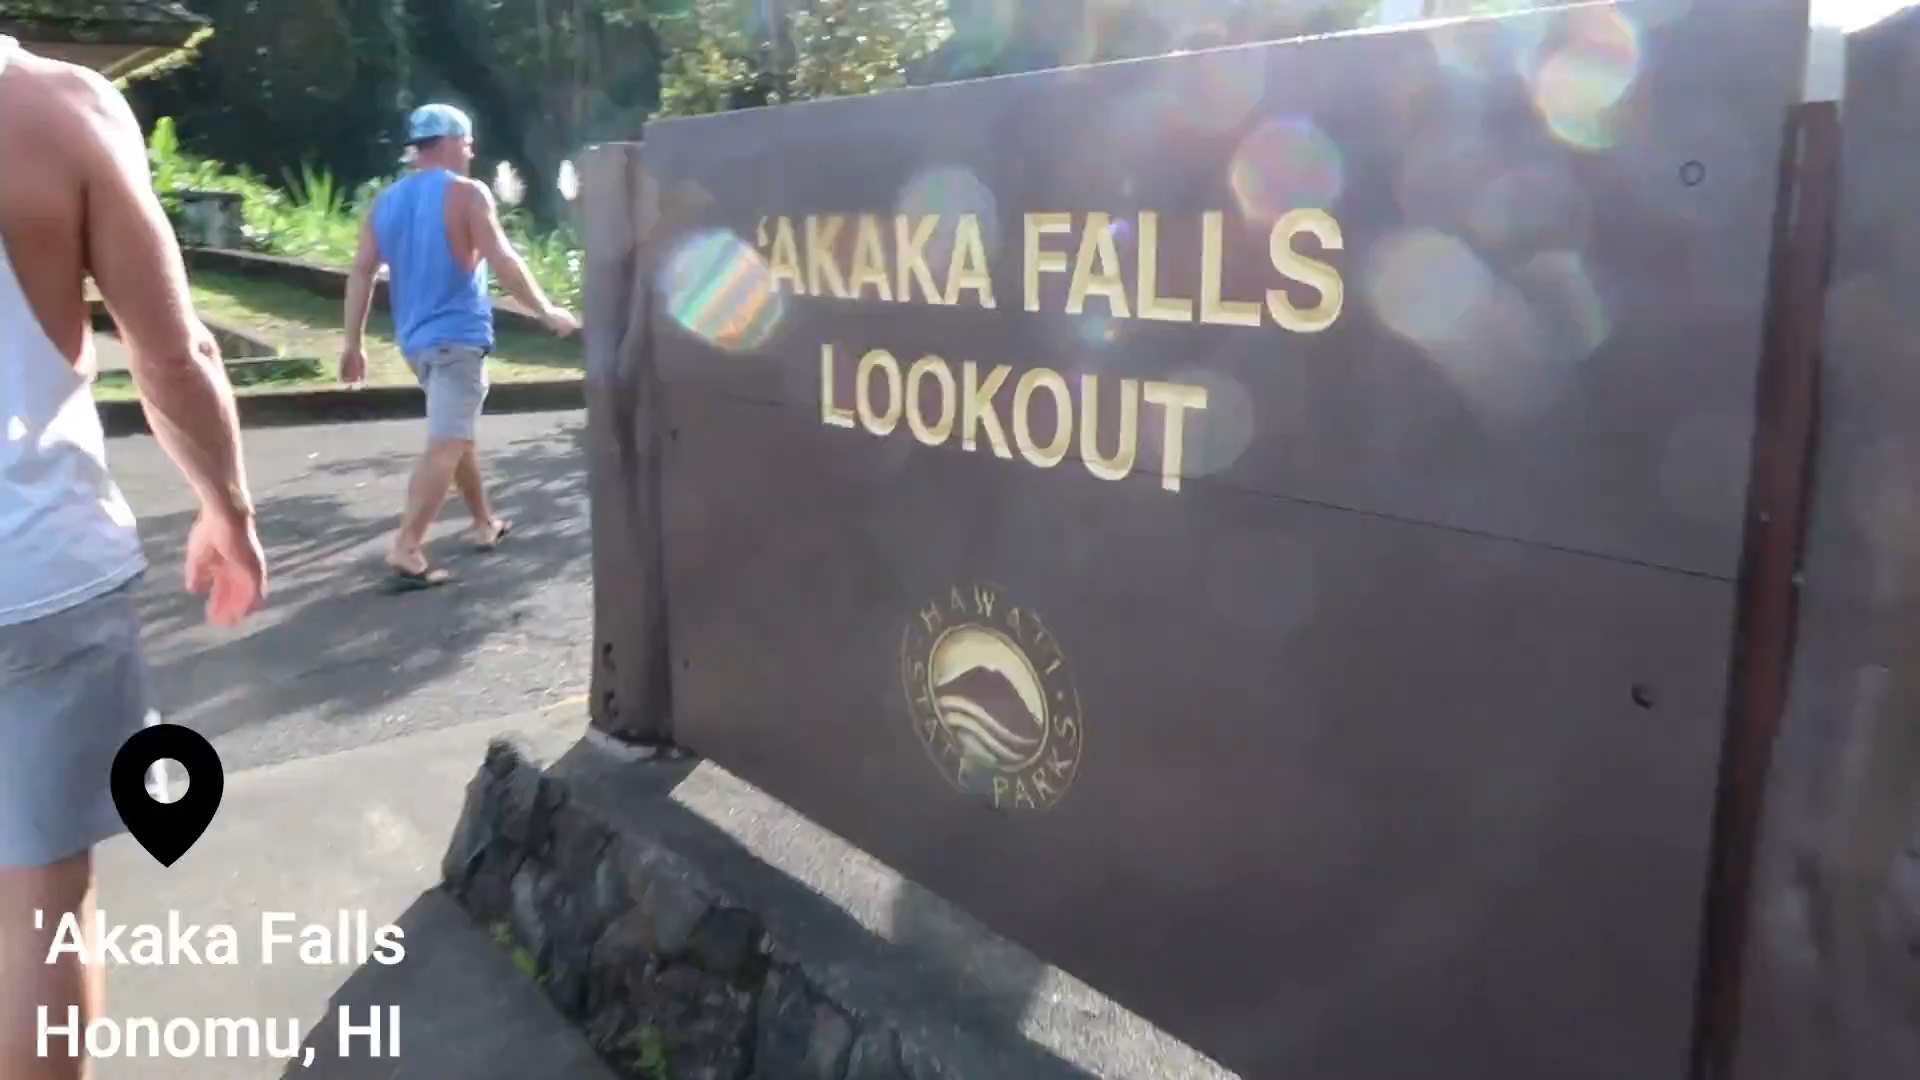 ‘AKAKA FALLS
LOOKOUT
HAWAI'I
STATE PARKS
'Akaka Falls
Honomu, HI